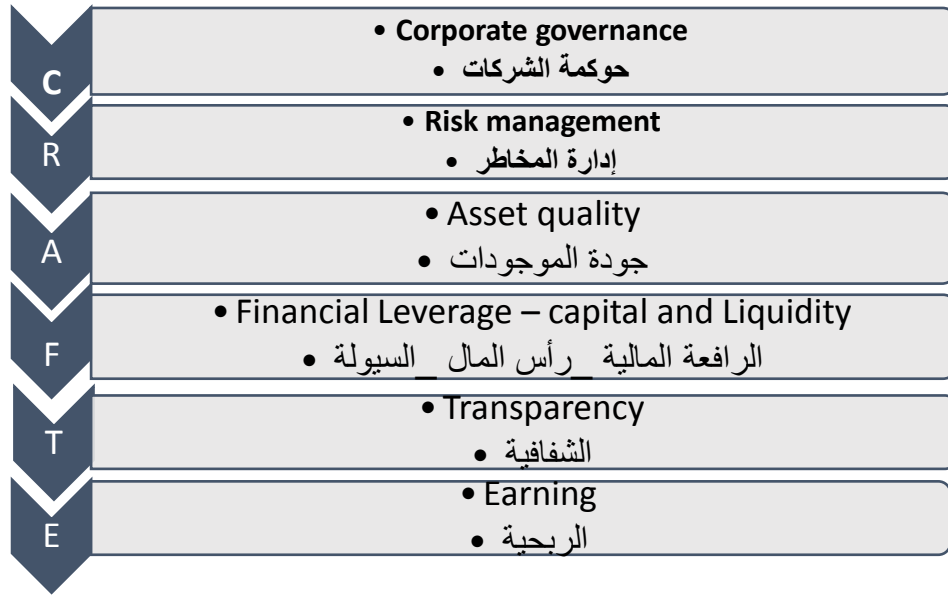 C
• Corporate governance
• حوكمة الشركات
R
• Risk management
• إدارة المخاطر
A
• Asset quality
• جودة الموجودات
F
• Financial Leverage – capital and Liquidity
• الرافعة المالية _رأس المال _السيولة
T
• Transparency
• الشفافية
E
• Earning
• الربحية